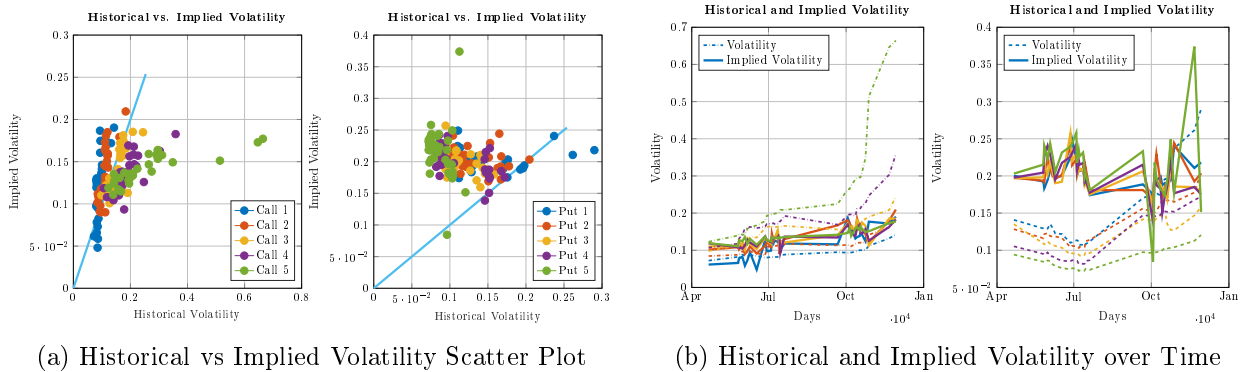 Historical vs. Implied Volatility
0.3
0.25
0.2
0.15
0.1
5 · 10⁻²
0
0 0.2 0.4 0.6 0.8
Implied Volatility
Historical Volatility
Call 1
Call 2
Call 3
Call 4
Call 5
Historical vs. Implied Volatility
0.4
0.35
0.3
0.25
0.2
0.15
0.1
5 · 10⁻²
0
0 5 · 10⁻² 0.1 0.15 0.2 0.25 0.3
Implied Volatility
Historical Volatility
Put 1
Put 2
Put 3
Put 4
Put 5
(a) Historical vs Implied Volatility Scatter Plot
Historical and Implied Volatility
0.7
0.6
0.5
0.4
0.3
0.2
0.1
0
Apr Jul Oct Jan
Volatility
Days
·10⁴
Volatility
Implied Volatility
Historical and Implied Volatility
0.4
0.35
0.3
0.25
0.2
0.15
0.1
5 · 10⁻²
Apr Jul Oct Jan
Volatility
Days
·10⁴
Volatility
Implied Volatility
(b) Historical and Implied Volatility over Time